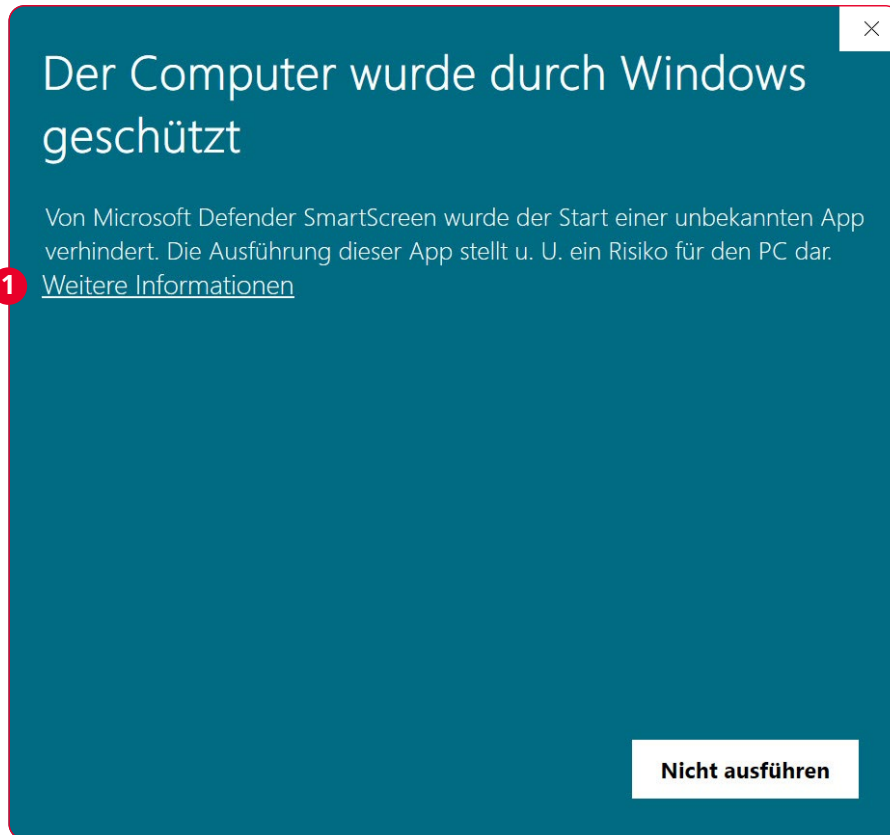 Der Computer wurde durch Windows
geschützt
Von Microsoft Defender SmartScreen wurde der Start einer unbekannten App
verhindert. Die Ausführung dieser App stellt u. U. ein Risiko für den PC dar.
1 Weitere Informationen
Nicht ausführen